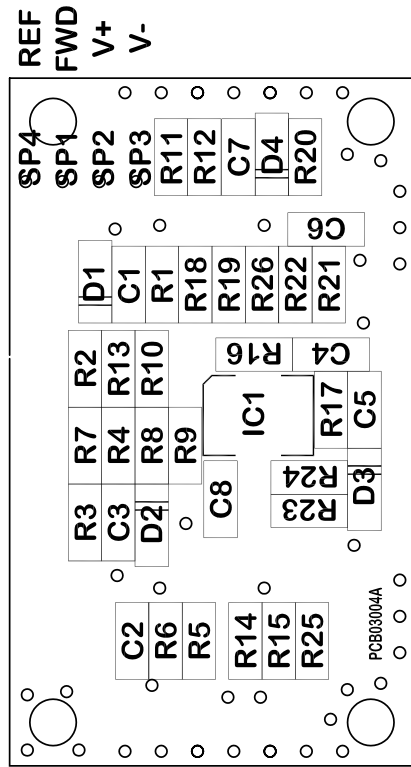 REF
FWD
V+
V-
SP4
SP1
SP2
SP3
R11
R12
C7
D4
R20
C6
D1
C1
R1
R18
R19
R26
R22
R21
R2
R13
R10
R16
C4
R7
R4
R8
R9
IC1
R17
C5
R3
C3
D2
C8
R24
R23
D3
C2
R6
R5
R14
R15
R25
PCB03004A